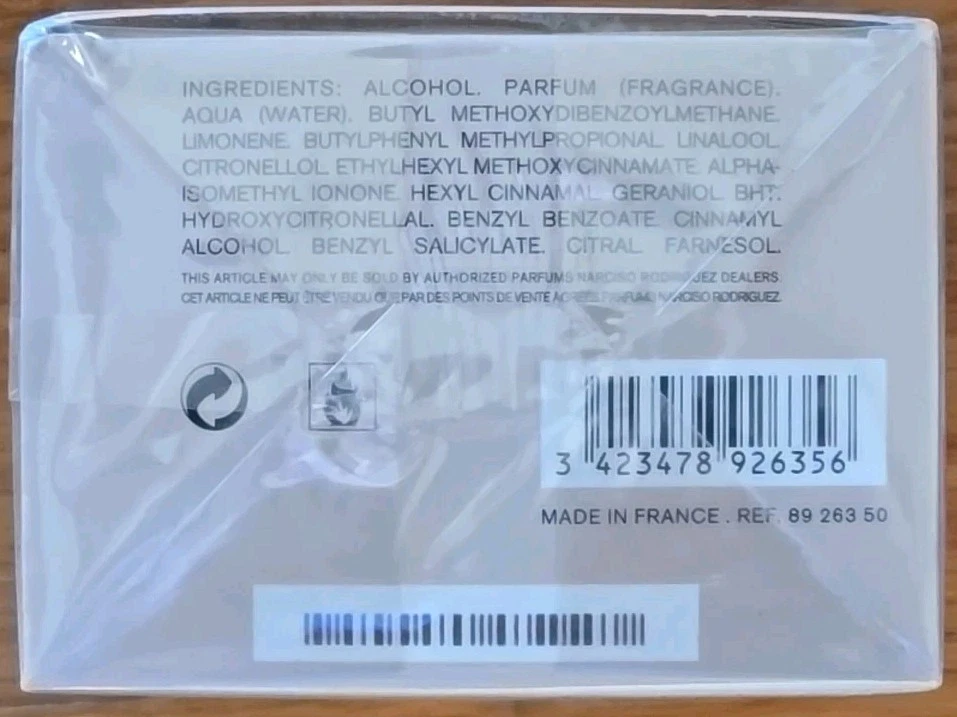 INGREDIENTS: ALCOHOL. PARFUM (FRAGRANCE).
AQUA (WATER). BUTYL METHOXYDIBENZOYLMETHANE.
LIMONENE. BUTYLPHENYL METHYLPROPIONAL. LINALOOL.
CITRONELLOL. ETHYLHEXYL METHOXYCINNAMATE. ALPHA-
ISOMETHYL IONONE. HEXYL CINNAMAL. GERANIOL. BHT.
HYDROXYCITRONELLAL. BENZYL BENZOATE. CINNAMYL
ALCOHOL. BENZYL SALICYLATE. CITRAL. FARNESOL.
THIS ARTICLE MAY ONLY BE SOLD BY AUTHORIZED PARFUMS NARCISO RODRIGUEZ DEALERS.
CET ARTICLE NE PEUT ÊTRE VENDU QUE PAR DES POINTS DE VENTE AGRÉÉS PARFUMS NARCISO RODRIGUEZ.
3 423478 926356
MADE IN FRANCE . REF. 89 263 50